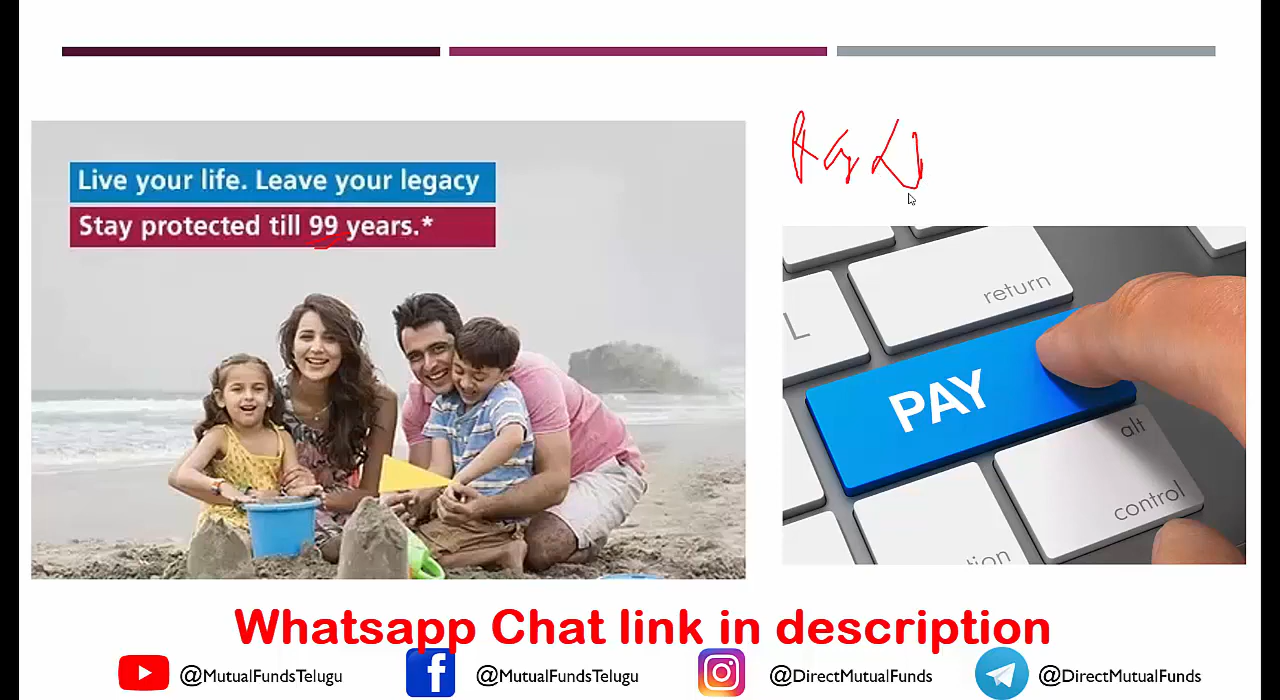 Live your life. Leave your legacy
Stay protected till 99 years.*
return
L
PAY
alt
control
Whatsapp Chat link in description
@MutualFundsTelugu
@MutualFundsTelugu
@DirectMutualFunds
@DirectMutualFunds